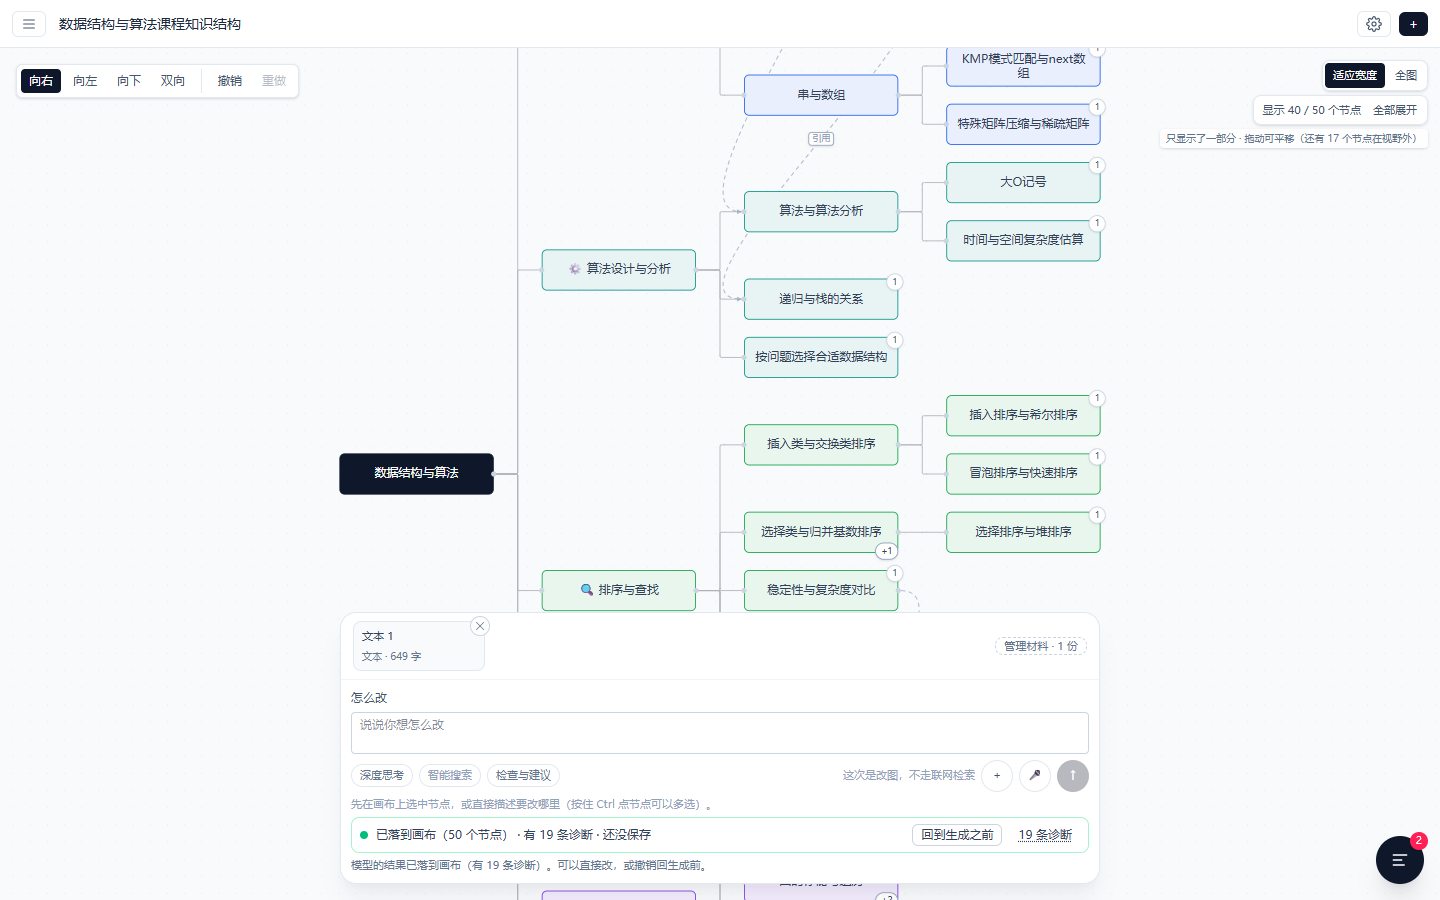 数据结构与算法课程知识结构
+
向右 向左 向下 双向 撤销 重做
适应宽度 全图
显示 40 / 50 个节点 全部展开
只显示了一部分 · 拖动可平移（还有 17 个节点在视野外）
KMP模式匹配与next数
组
1
串与数组
引用
特殊矩阵压缩与稀疏矩阵
1
算法与算法分析
大O记号
1
时间与空间复杂度估算
1
算法设计与分析
递归与栈的关系
1
按问题选择合适数据结构
1
数据结构与算法
插入类与交换类排序
插入排序与希尔排序
1
冒泡排序与快速排序
1
选择类与归并基数排序
+1
选择排序与堆排序
1
排序与查找
稳定性与复杂度对比
1
文本 1
文本 · 649 字
管理材料 · 1 份
怎么改
说说你想怎么改
深度思考 智能搜索 检查与建议
这次是改图，不走联网检索
+
先在画布上选中节点，或直接描述要改哪里（按住 Ctrl 点节点可以多选）。
已落到画布（50 个节点） · 有 19 条诊断 · 还没保存
回到生成之前 19 条诊断
模型的结果已落到画布（有 19 条诊断）。可以直接改，或撤销回生成前。
2
+2